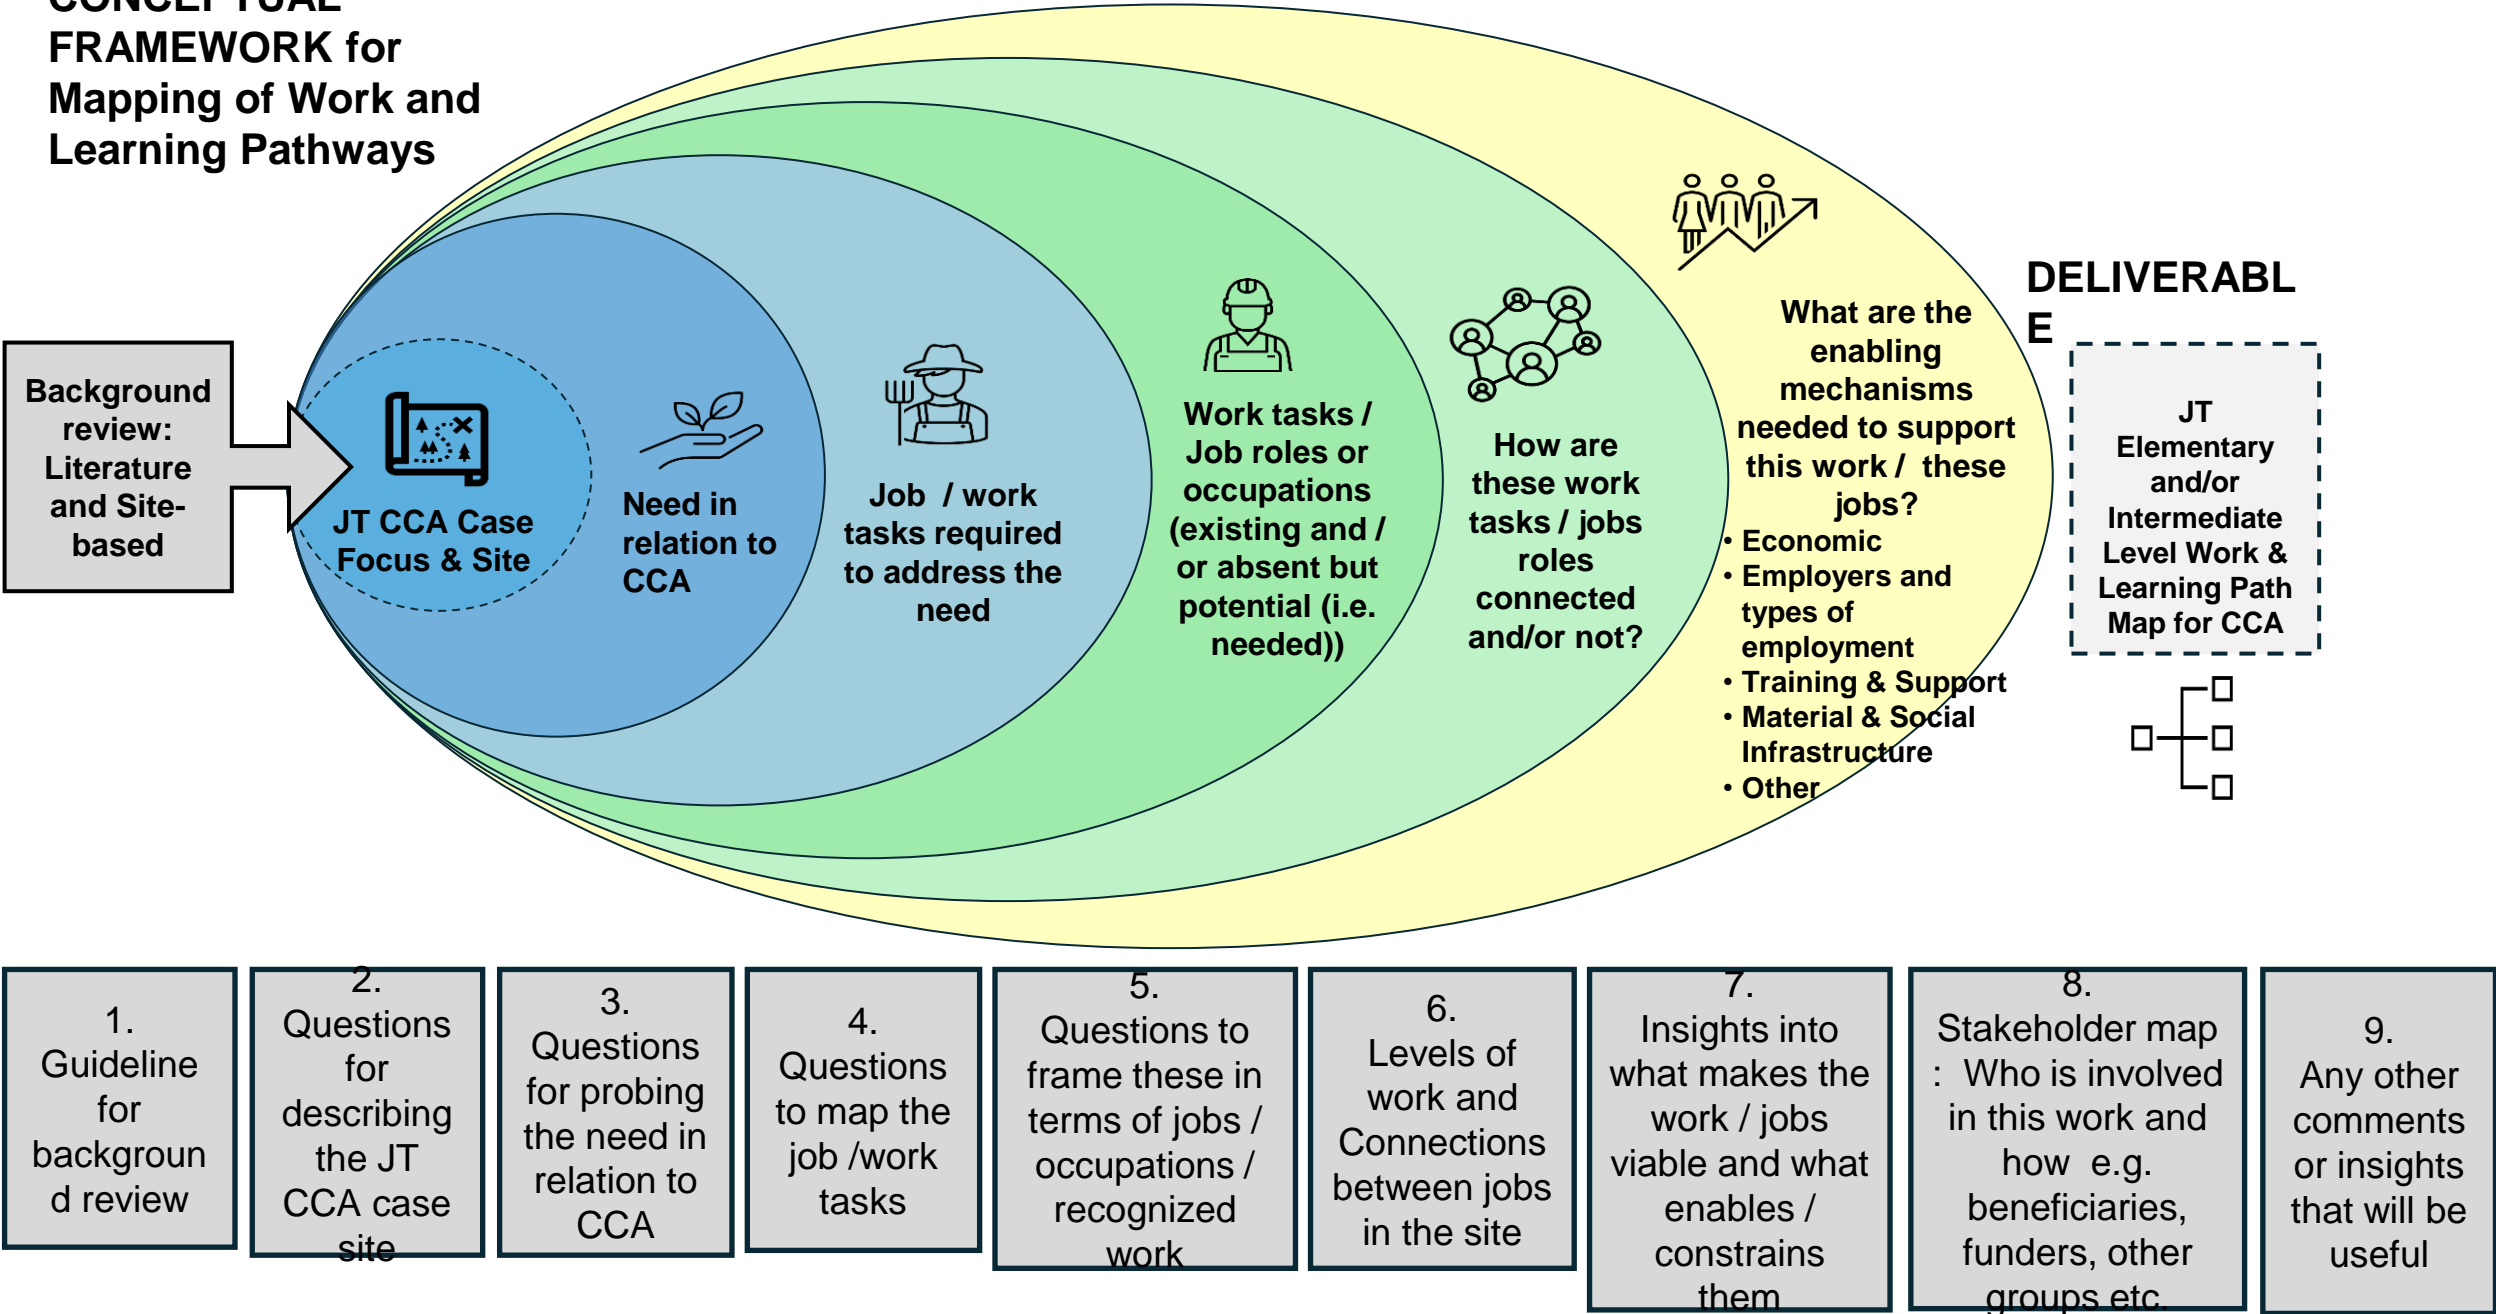 CONCEPTUAL
FRAMEWORK for
Mapping of Work and
Learning Pathways
Background
review:
Literature
and Site-
based
JT CCA Case
Focus & Site
Need in
relation to
CCA
Job / work
tasks required
to address the
need
Work tasks /
Job roles or
occupations
(existing and /
or absent but
potential (i.e.
needed))
How are
these work
tasks / jobs
roles
connected
and/or not?
What are the
enabling
mechanisms
needed to support
this work / these
jobs?
• Economic
• Employers and
types of
employment
• Training & Support
• Material & Social
Infrastructure
• Other
DELIVERABL
E
JT
Elementary
and/or
Intermediate
Level Work &
Learning Path
Map for CCA
1.
Guideline
for
backgroun
d review
2.
Questions
for
describing
the JT
CCA case
site
3.
Questions
for probing
the need in
relation to
CCA
4.
Questions
to map the
job /work
tasks
5.
Questions to
frame these in
terms of jobs /
occupations /
recognized
work
6.
Levels of
work and
Connections
between jobs
in the site
7.
Insights into
what makes the
work / jobs
viable and what
enables /
constrains
them
8.
Stakeholder map
: Who is involved
in this work and
how e.g.
beneficiaries,
funders, other
groups etc.
9.
Any other
comments
or insights
that will be
useful